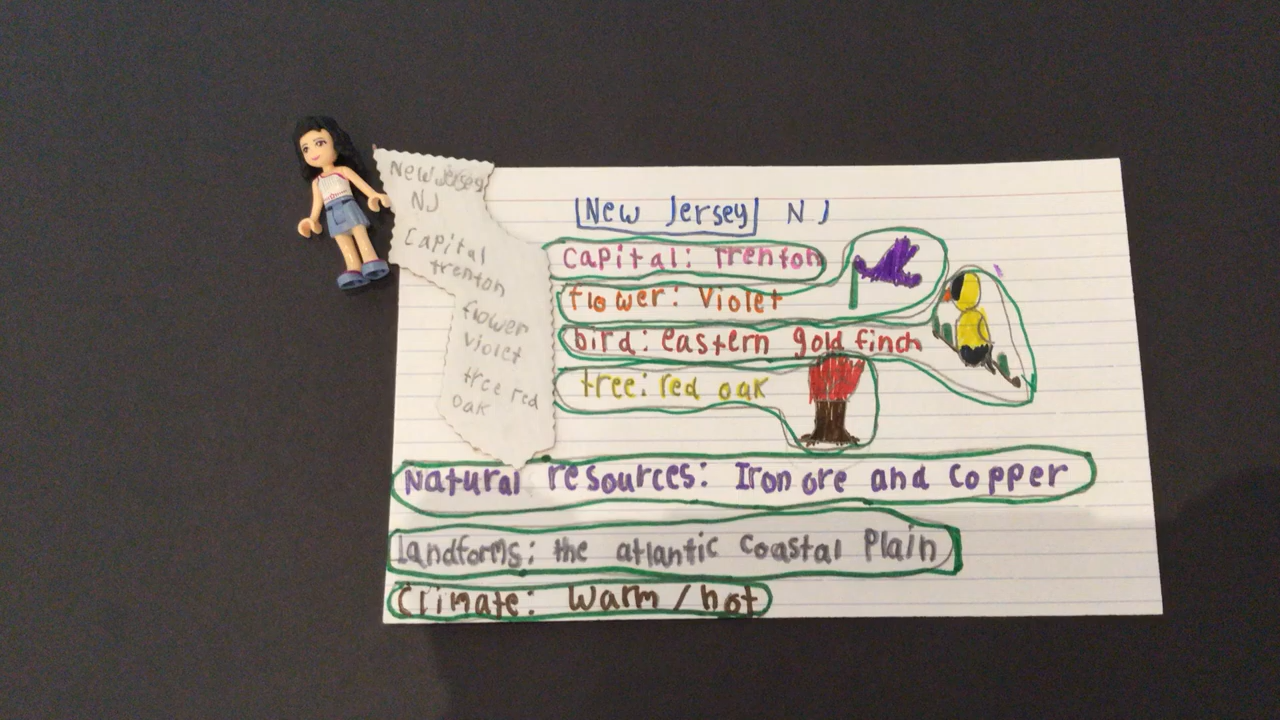 New Jersey
NJ
Capital
trenton
flower
violet
tree red
oak
New Jersey NJ
Capital: Trenton
flower: Violet
bird: eastern gold finch
tree: red oak
Natural resources: Iron ore and Copper
landforms: the atlantic Coastal Plain
Climate: Warm / hot